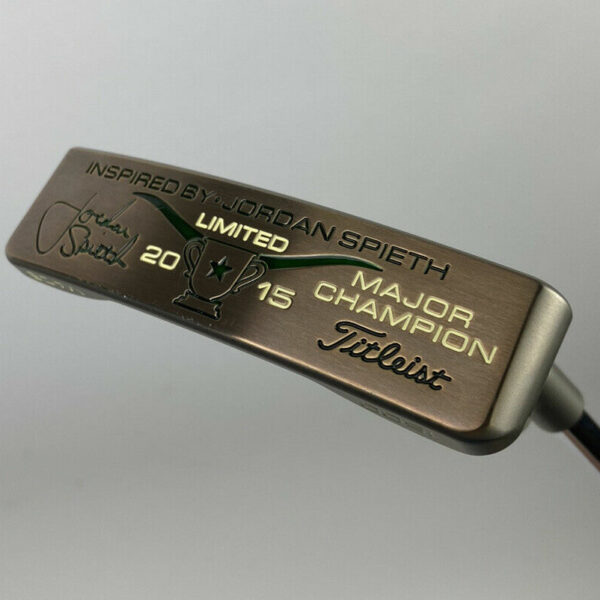 INSPIRED BY • JORDAN SPIETH
Jordan
Spieth
LIMITED
20 15
MAJOR
CHAMPION
Titleist